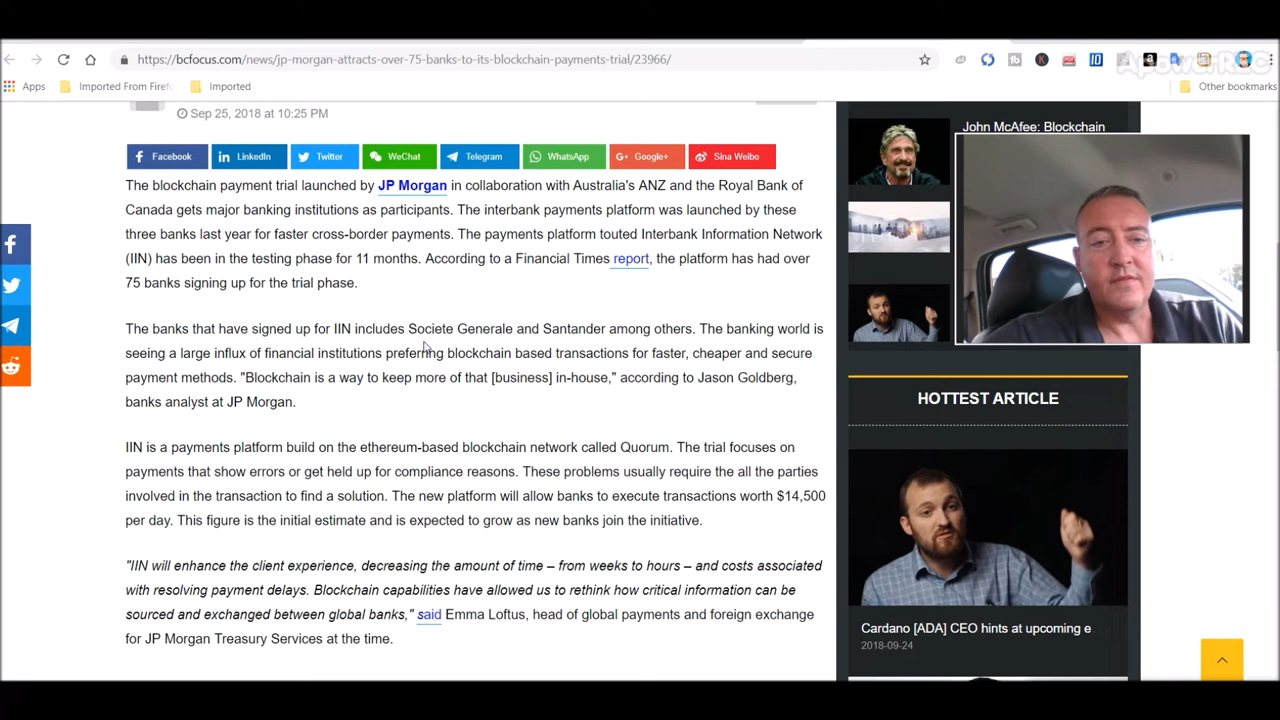 https://bcfocus.com/news/jp-morgan-attracts-over-75-banks-to-its-blockchain-payments-trial/23966/
ApowerREC
Apps
Imported From Firef
Imported
Other bookmarks
Sep 25, 2018 at 10:25 PM
Facebook
LinkedIn
Twitter
WeChat
Telegram
WhatsApp
Google+
Sina Weibo
The blockchain payment trial launched by JP Morgan in collaboration with Australia's ANZ and the Royal Bank of
Canada gets major banking institutions as participants. The interbank payments platform was launched by these
three banks last year for faster cross-border payments. The payments platform touted Interbank Information Network
(IIN) has been in the testing phase for 11 months. According to a Financial Times report, the platform has had over
75 banks signing up for the trial phase.
The banks that have signed up for IIN includes Societe Generale and Santander among others. The banking world is
seeing a large influx of financial institutions preferring blockchain based transactions for faster, cheaper and secure
payment methods. "Blockchain is a way to keep more of that [business] in-house," according to Jason Goldberg,
banks analyst at JP Morgan.
IIN is a payments platform build on the ethereum-based blockchain network called Quorum. The trial focuses on
payments that show errors or get held up for compliance reasons. These problems usually require the all the parties
involved in the transaction to find a solution. The new platform will allow banks to execute transactions worth $14,500
per day. This figure is the initial estimate and is expected to grow as new banks join the initiative.
"IIN will enhance the client experience, decreasing the amount of time – from weeks to hours – and costs associated
with resolving payment delays. Blockchain capabilities have allowed us to rethink how critical information can be
sourced and exchanged between global banks," said Emma Loftus, head of global payments and foreign exchange
for JP Morgan Treasury Services at the time.
John McAfee: Blockchain
HOTTEST ARTICLE
Cardano [ADA] CEO hints at upcoming e
2018-09-24